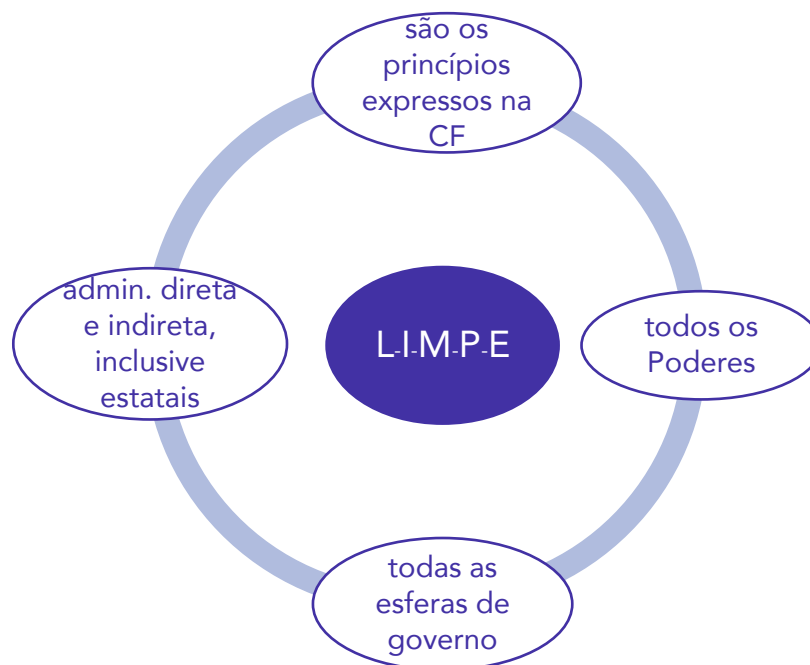 são os
princípios
expressos na
CF
admin. direta
e indireta,
inclusive
estatais
L-I-M-P-E
todos os
Poderes
todas as
esferas de
governo